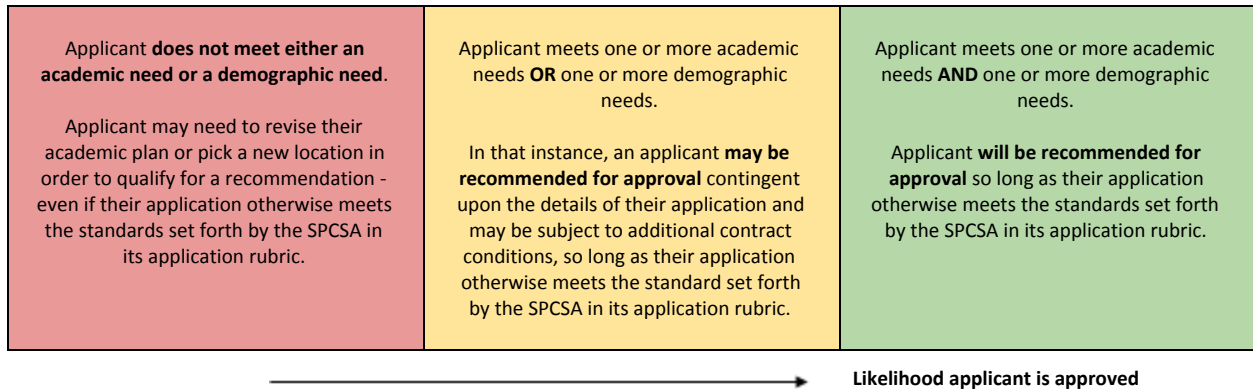 Applicant does not meet either an
academic need or a demographic need.
Applicant may need to revise their
academic plan or pick a new location in
order to qualify for a recommendation -
even if their application otherwise meets
the standards set forth by the SPCSA in
its application rubric.
Applicant meets one or more academic
needs OR one or more demographic
needs.
In that instance, an applicant may be
recommended for approval contingent
upon the details of their application and
may be subject to additional contract
conditions, so long as their application
otherwise meets the standard set forth
by the SPCSA in its application rubric.
Applicant meets one or more academic
needs AND one or more demographic
needs.
Applicant will be recommended for
approval so long as their application
otherwise meets the standards set forth
by the SPCSA in its application rubric.
Likelihood applicant is approved